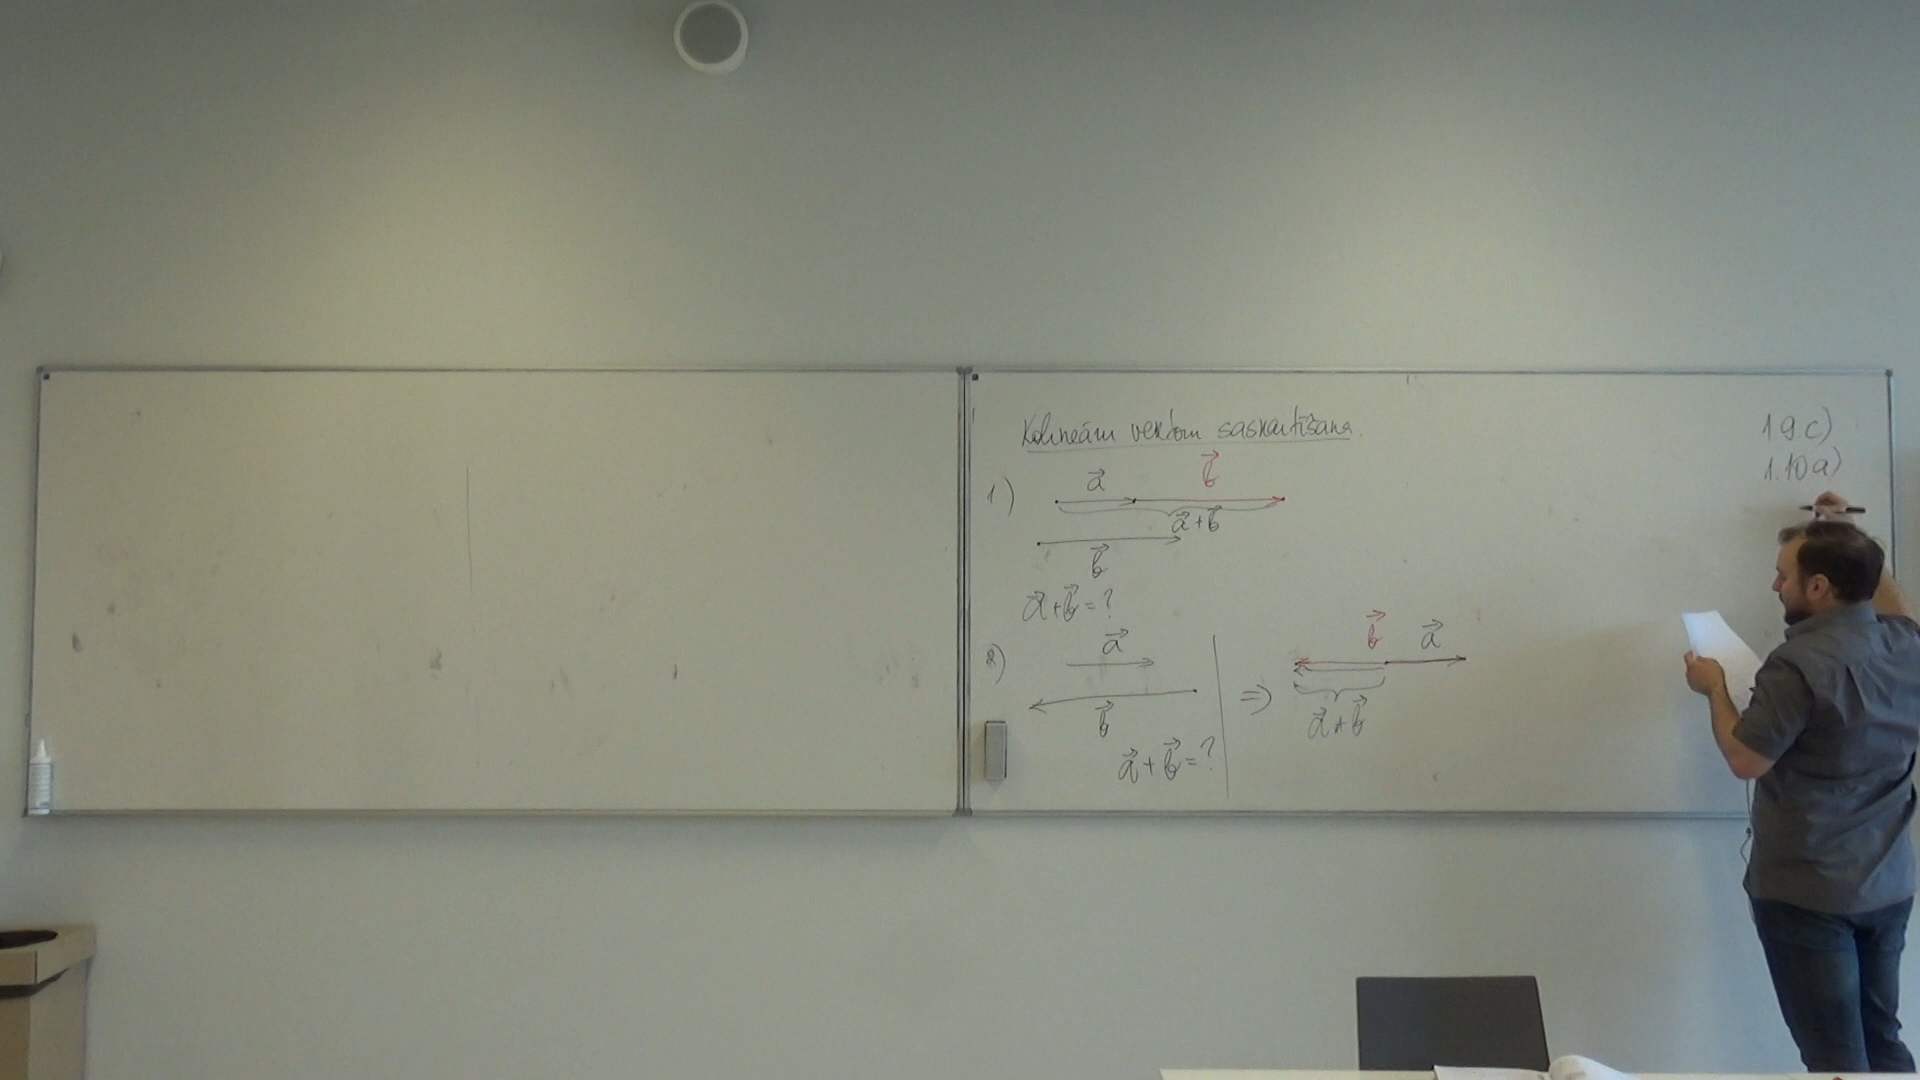 Kolineāru vektoru saskaitīšana.
1) a⃗ b⃗
a⃗ + b⃗
b⃗
a⃗ + b⃗ = ?
2) a⃗
b⃗
a⃗ + b⃗ = ?
⇒ b⃗ a⃗
a⃗ + b⃗
1 9 c)
1.10 a)